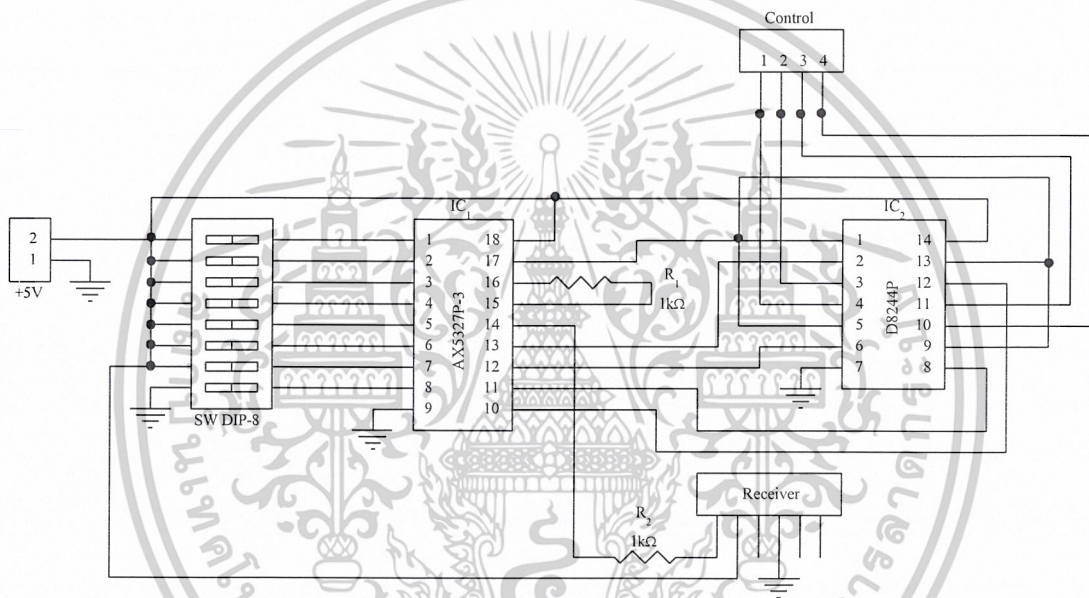 Control
1 2 3 4
2
1
+5V
SW DIP-8
IC1
AX5327P-3
1 18
2 17
3 16
4 15
5 14
6 13
7 12
8 11
9 10
R1
1kΩ
IC2
D8244P
1 14
2 13
3 12
4 11
5 10
6 9
7 8
Receiver
R2
1kΩ